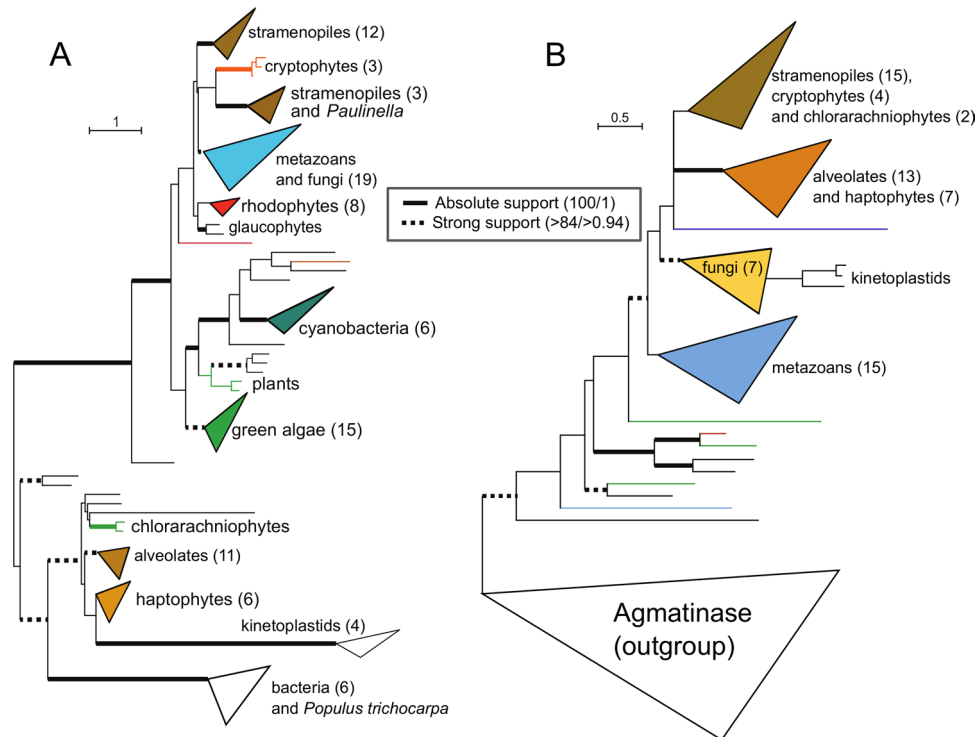 A
stramenopiles (12)
cryptophytes (3)
stramenopiles (3)
and Paulinella
1
metazoans
and fungi (19)
rhodophytes (8)
glaucophytes
cyanobacteria (6)
plants
green algae (15)
chlorarachniophytes
alveolates (11)
haptophytes (6)
kinetoplastids (4)
bacteria (6)
and Populus trichocarpa
Absolute support (100/1)
Strong support (>84/>0.94)
B
stramenopiles (15),
cryptophytes (4)
and chlorarachniophytes (2)
0.5
alveolates (13)
and haptophytes (7)
fungi (7)
kinetoplastids
metazoans (15)
Agmatinase
(outgroup)